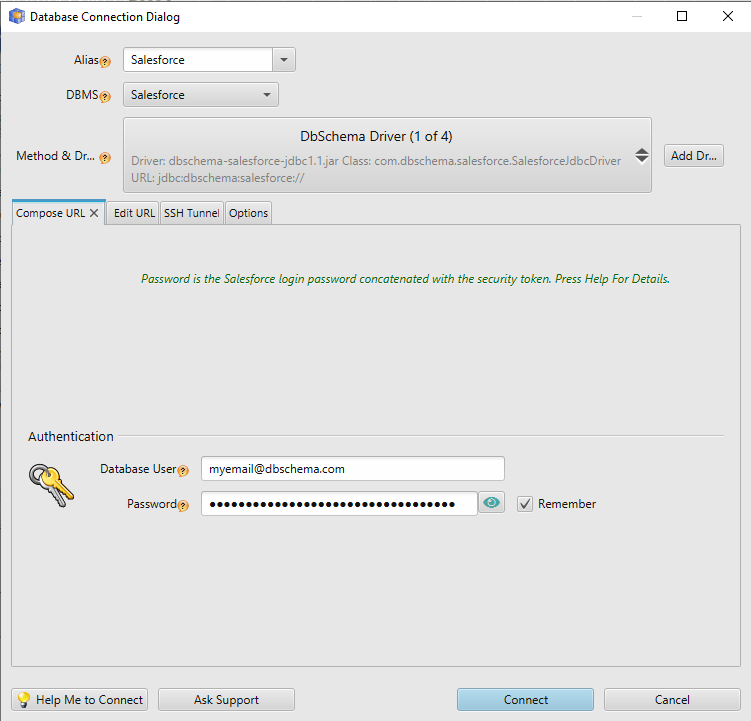 Database Connection Dialog
Alias
Salesforce
DBMS
Salesforce
Method & Dr...
DbSchema Driver (1 of 4)
Driver: dbschema-salesforce-jdbc1.1.jar Class: com.dbschema.salesforce.SalesforceJdbcDriver
URL: jdbc:dbschema:salesforce://
Add Dr...
Compose URL
Edit URL
SSH Tunnel
Options
Password is the Salesforce login password concatenated with the security token. Press Help For Details.
Authentication
Database User
myemail@dbschema.com
Password
Remember
Help Me to Connect
Ask Support
Connect
Cancel